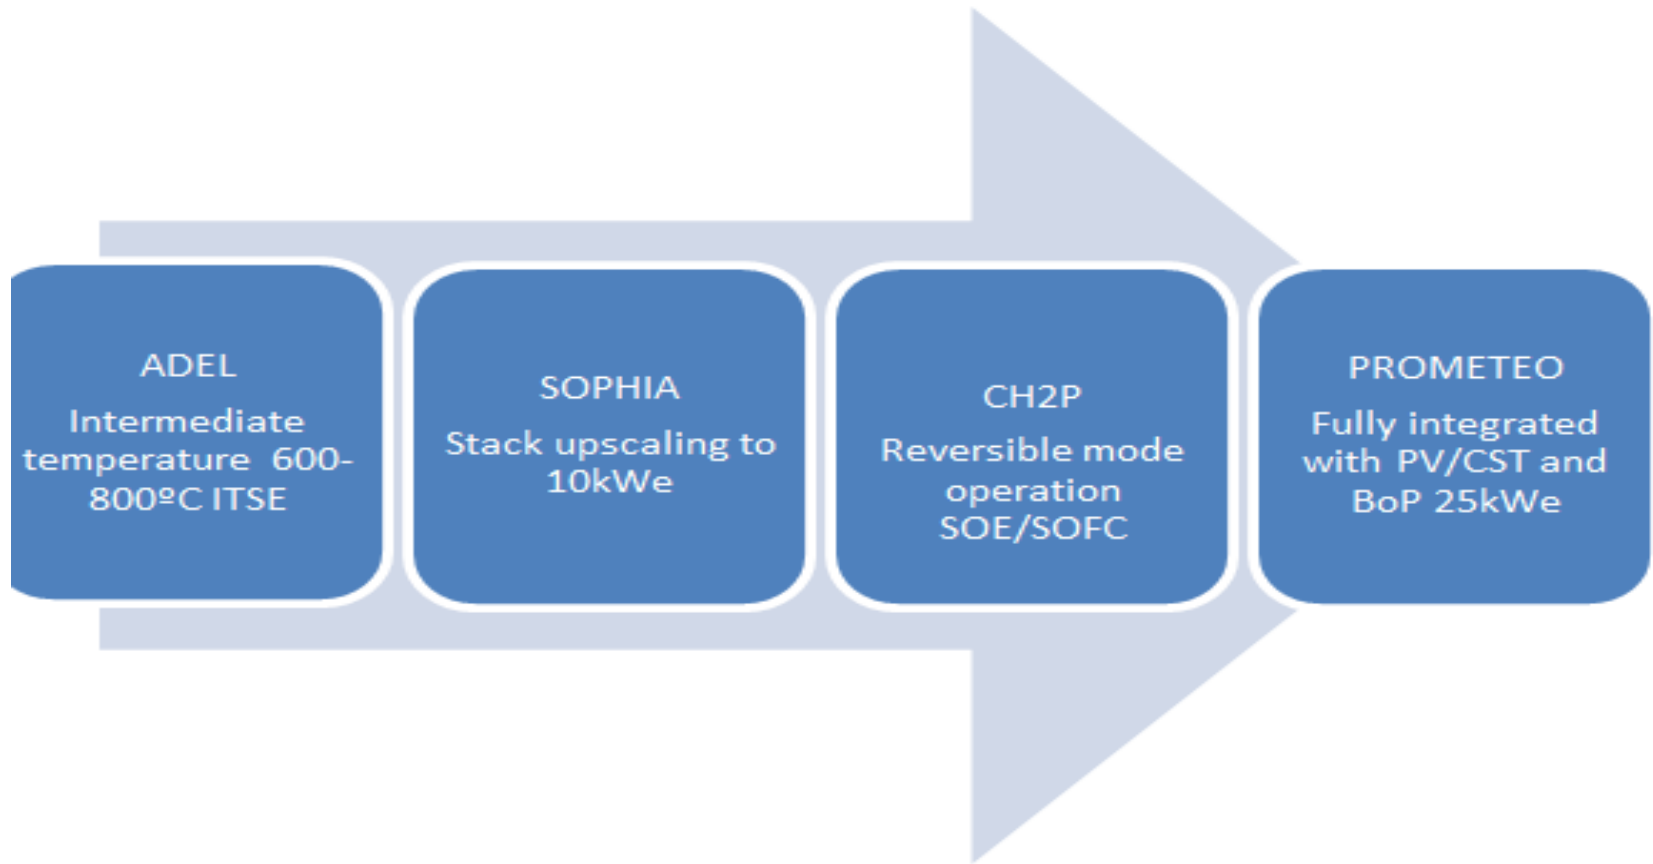 ADEL
Intermediate
temperature 600-
800ºC ITSE
SOPHIA
Stack upscaling to
10kWe
CH2P
Reversible mode
operation
SOE/SOFC
PROMETEO
Fully integrated
with PV/CST and
BoP 25kWe